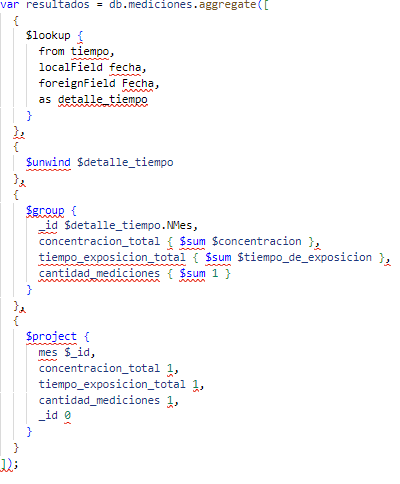 var resultados = db.mediciones.aggregate([
{
$lookup {
from tiempo,
localField fecha,
foreignField Fecha,
as detalle_tiempo
}
},
{
$unwind $detalle_tiempo
},
{
$group {
_id $detalle_tiempo.NMes,
concentracion_total { $sum $concentracion },
tiempo_exposicion_total { $sum $tiempo_de_exposicion },
cantidad_mediciones { $sum 1 }
}
},
{
$project {
mes $_id,
concentracion_total 1,
tiempo_exposicion_total 1,
cantidad_mediciones 1,
_id 0
}
}
]);